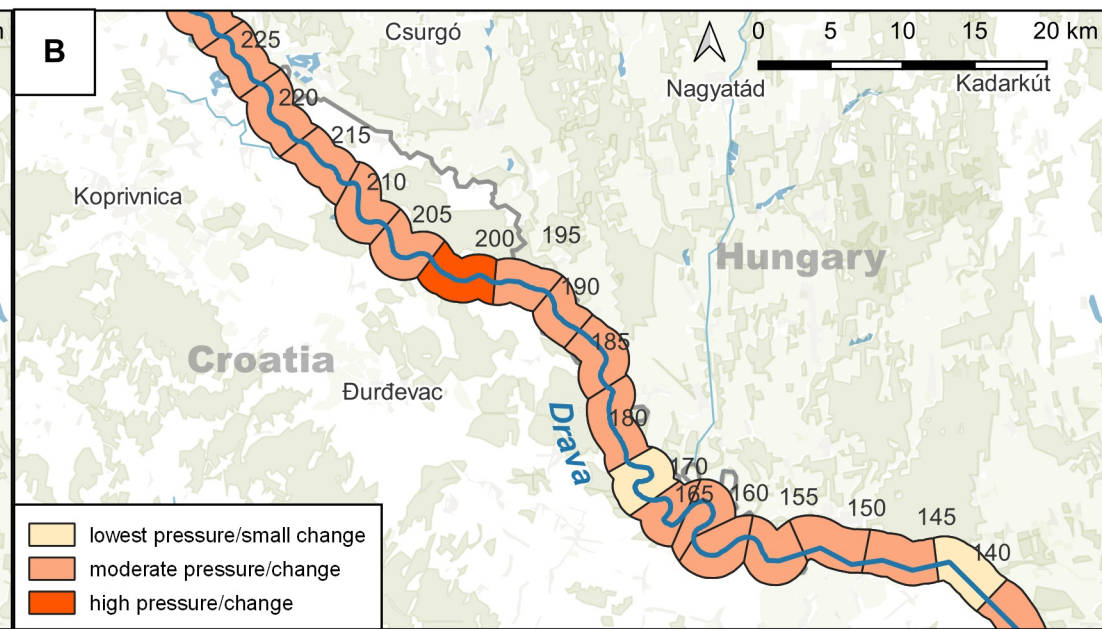 n
B
Csurgó
0 5 10 15 20 km
Nagyatád
Kadarkút
225
220
215
Koprivnica
210
205
200
195
Hungary
190
185
Croatia
Đurđevac
Drava
180
170
165
160
155
150
145
140
lowest pressure/small change
moderate pressure/change
high pressure/change